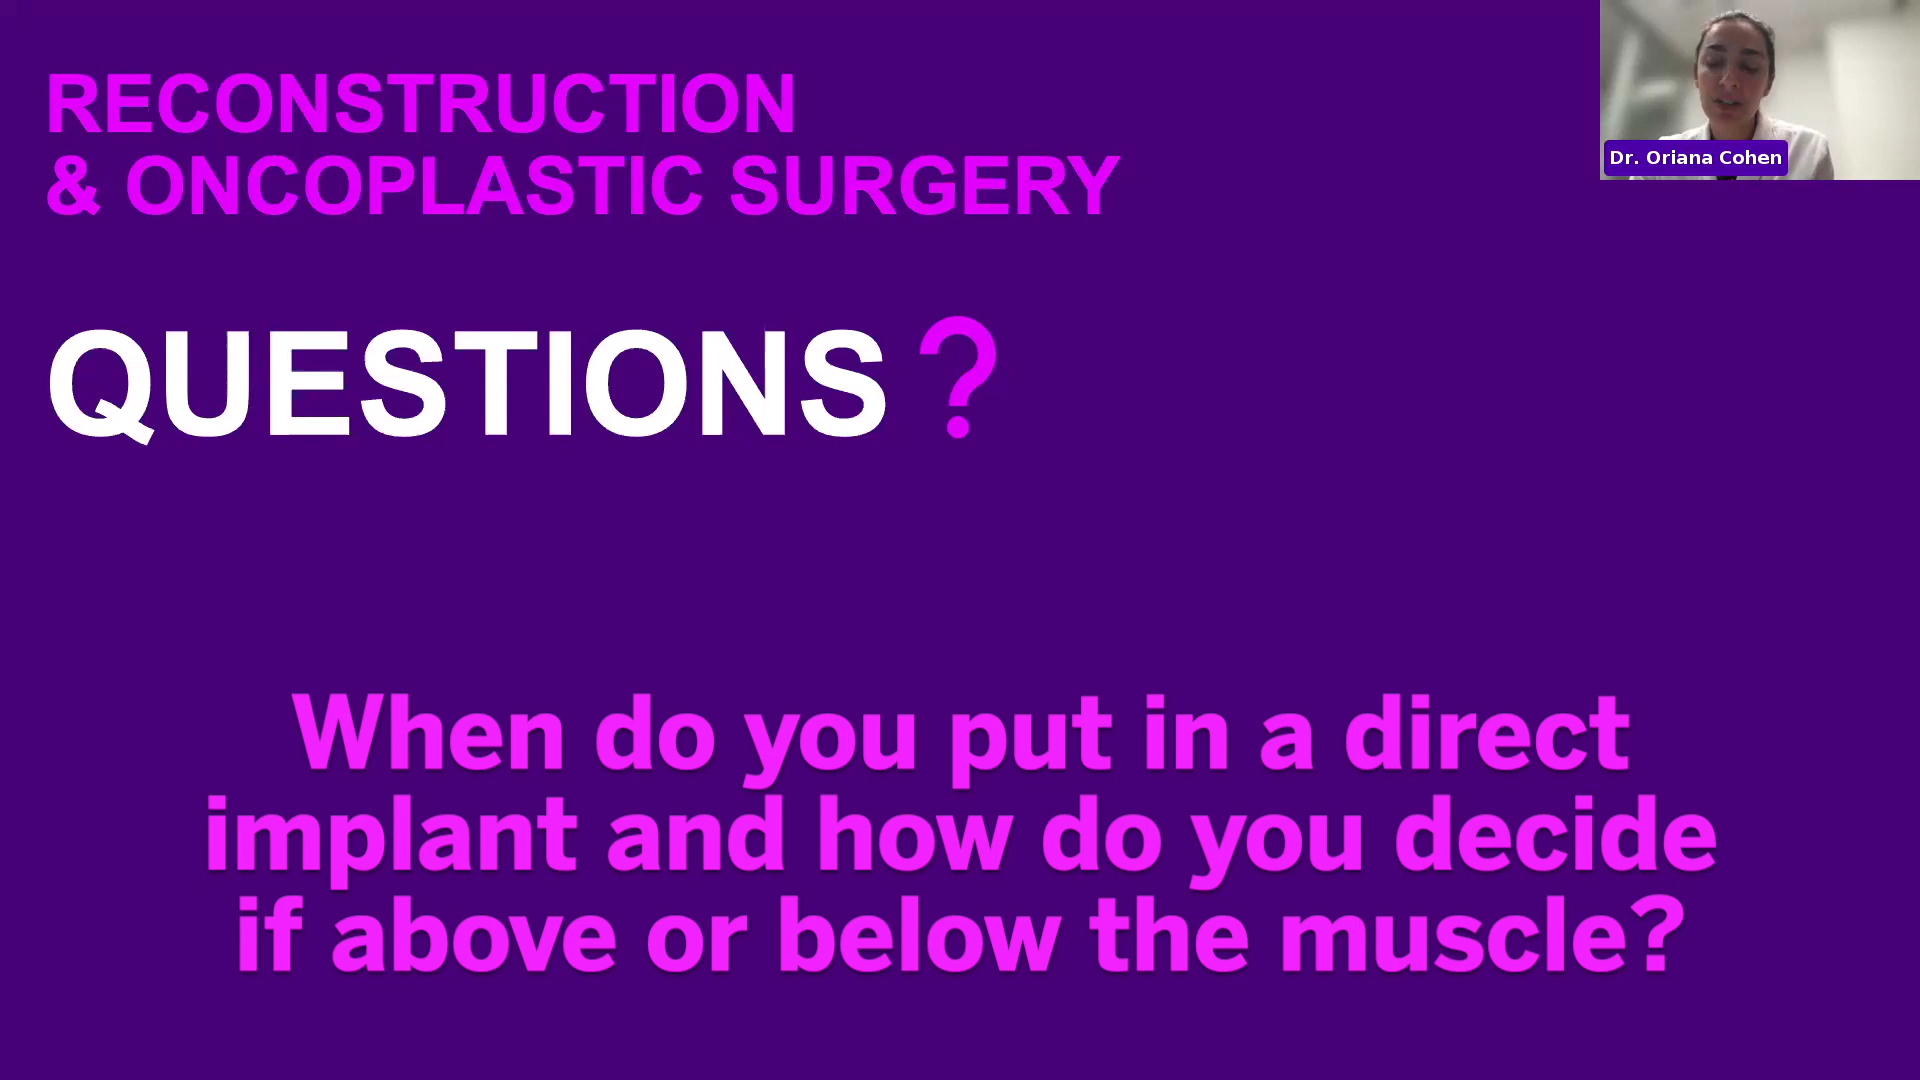 RECONSTRUCTION
& ONCOPLASTIC SURGERY
Dr. Oriana Cohen
QUESTIONS?
When do you put in a direct
implant and how do you decide
if above or below the muscle?